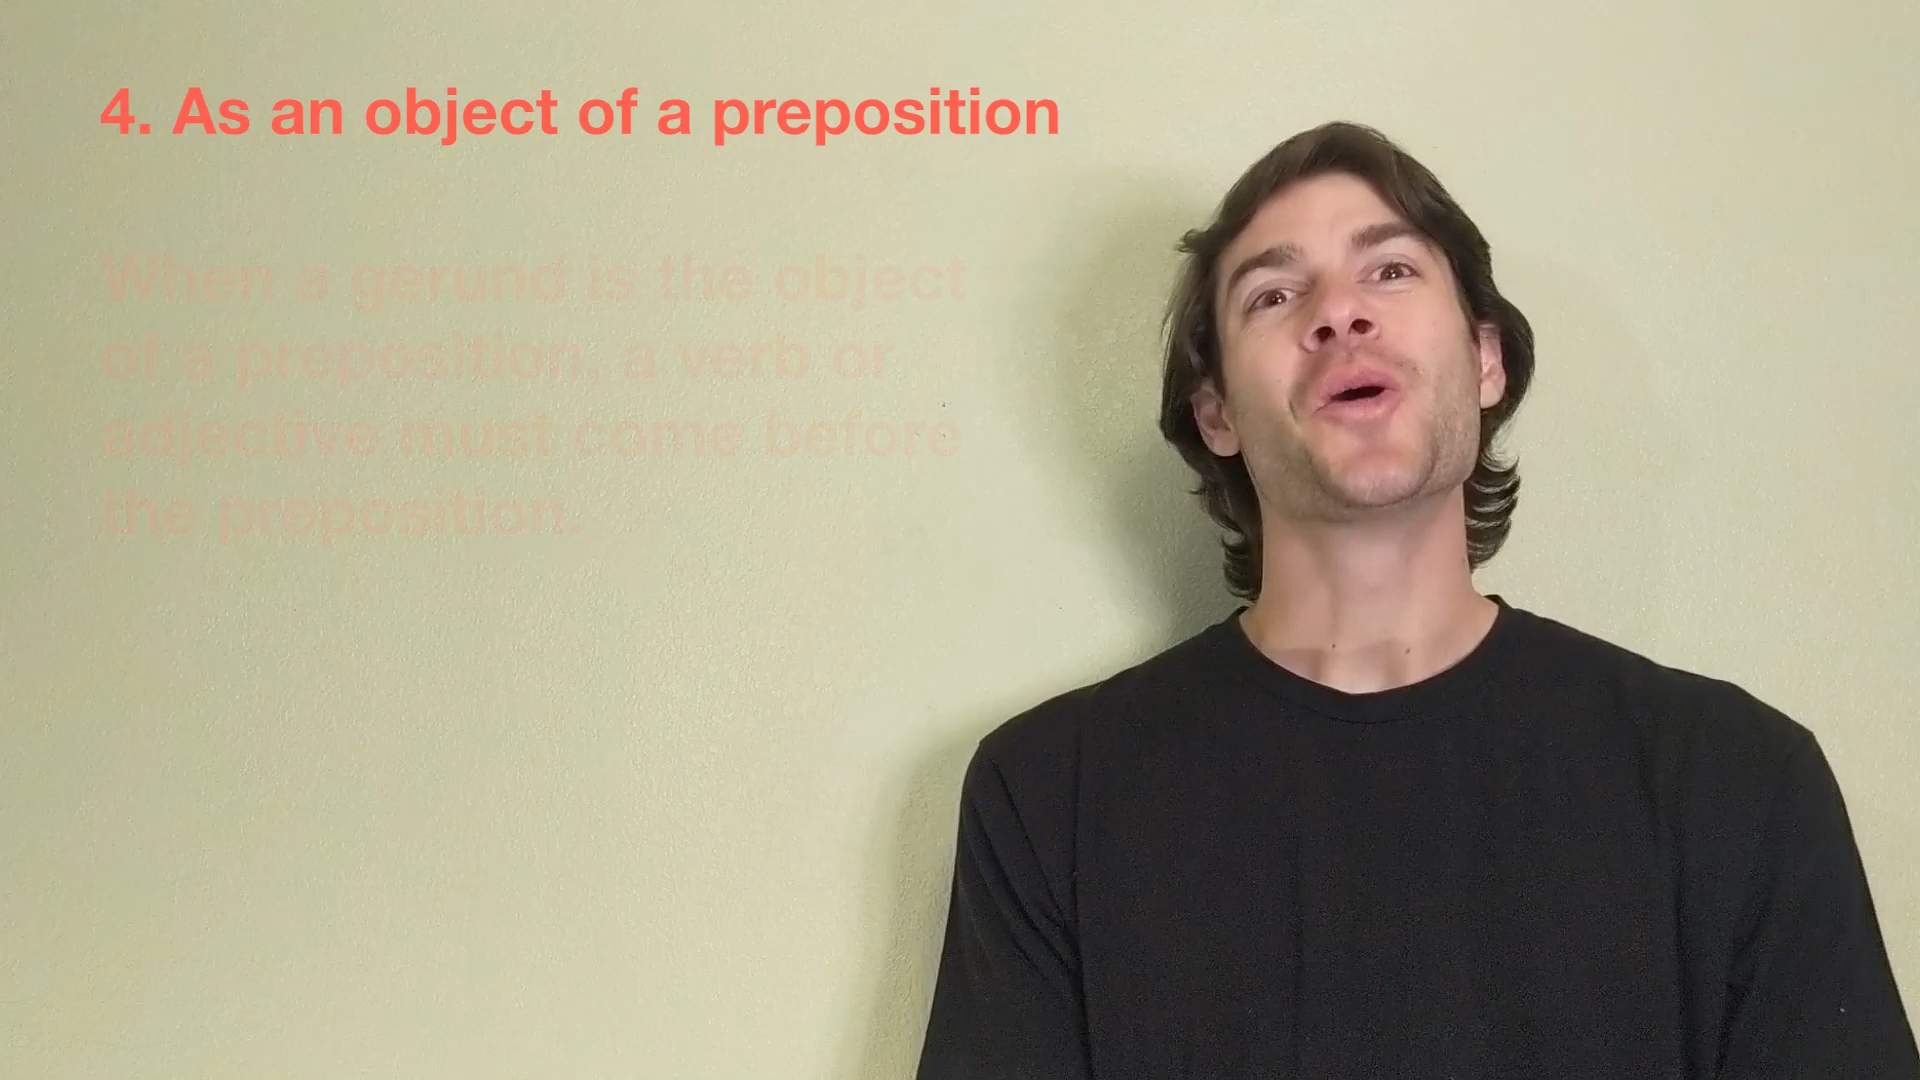 4. As an object of a preposition
When a gerund is the object
of a preposition, a verb or
adjective must come before
the preposition.